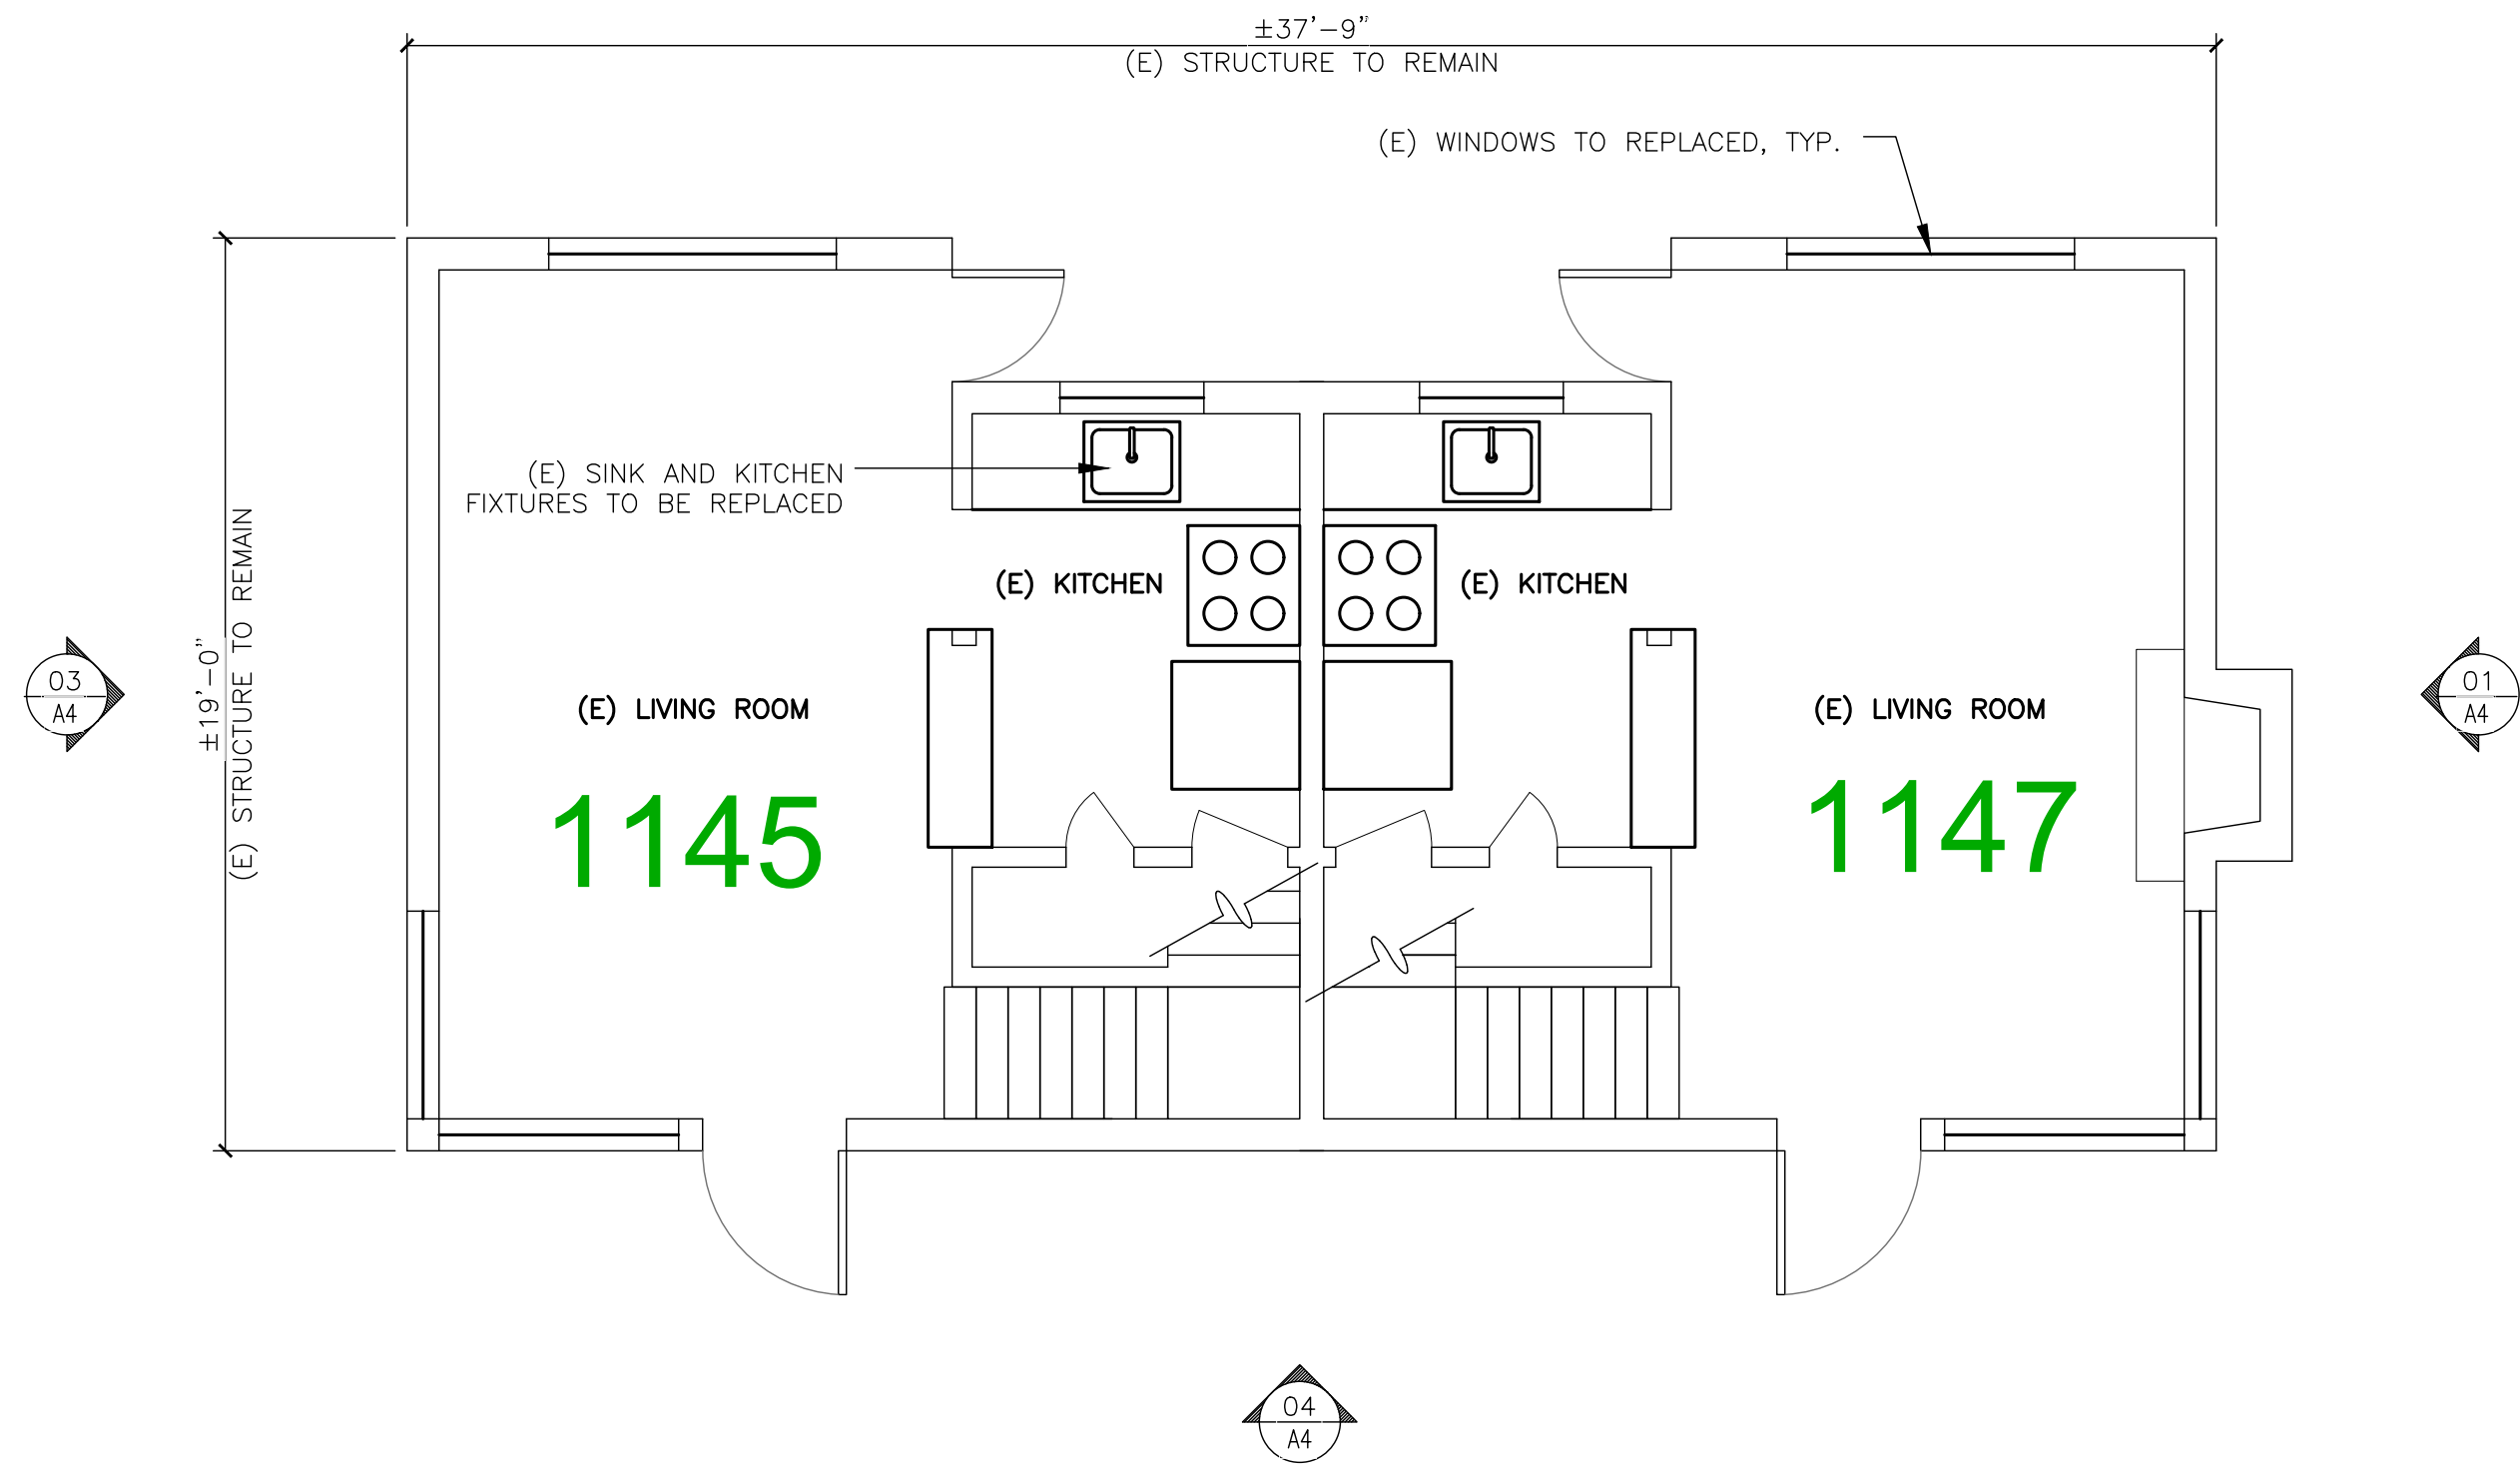 ±37'-9"
(E) STRUCTURE TO REMAIN
(E) WINDOWS TO REPLACED, TYP.
(E) SINK AND KITCHEN
FIXTURES TO BE REPLACED
±19'-0"
(E) STRUCTURE TO REMAIN
(E) KITCHEN
(E) KITCHEN
03
A4
(E) LIVING ROOM
(E) LIVING ROOM
01
A4
1145
1147
04
A4